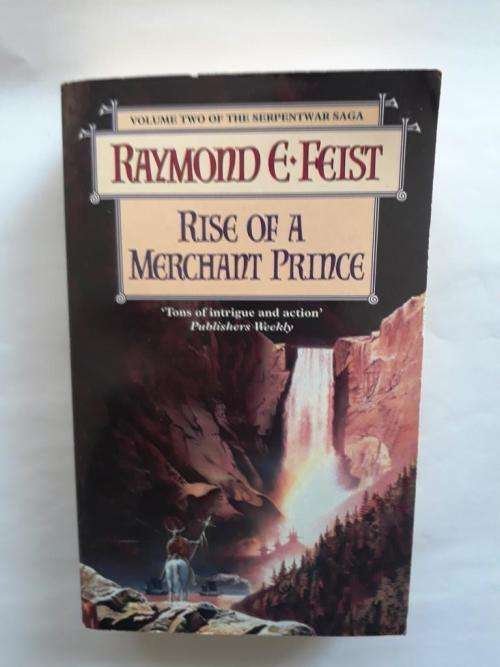 VOLUME TWO OF THE SERPENTWAR SAGA
RAYMOND E·FEIST
RISE OF A
MERCHANT PRINCE
'Tons of intrigue and action'
Publishers Weekly